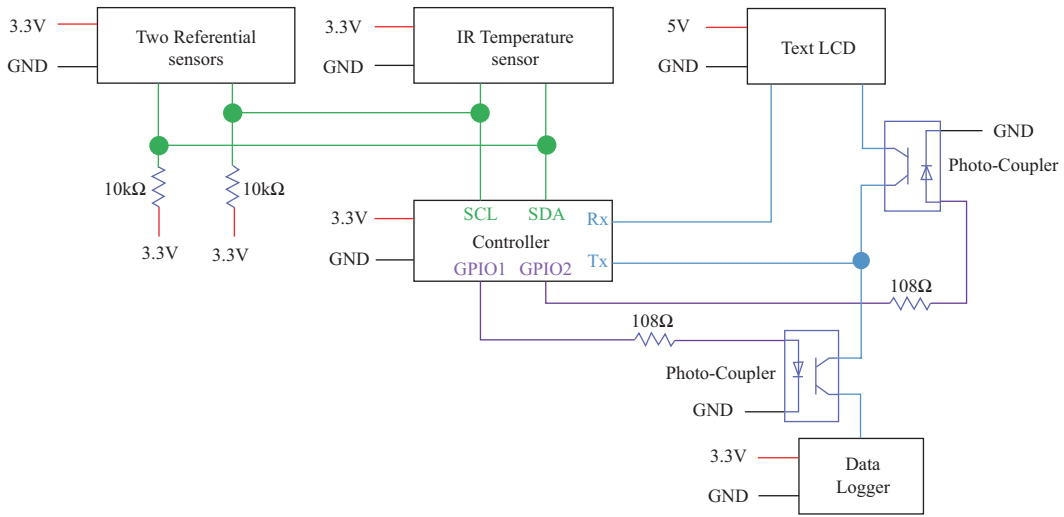 3.3V
GND
Two Referential
sensors
3.3V
GND
IR Temperature
sensor
5V
GND
Text LCD
GND
Photo-Coupler
10kΩ
10kΩ
3.3V
3.3V
3.3V
GND
SCL
SDA
Rx
Controller
GPIO1
GPIO2
Tx
108Ω
108Ω
Photo-Coupler
GND
3.3V
GND
Data
Logger